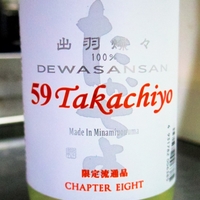 出羽燦々
100%
DEWASANSAN
59 Takachiyo
Made In Minamiuonuma
限定流通品
CHAPTER EIGHT